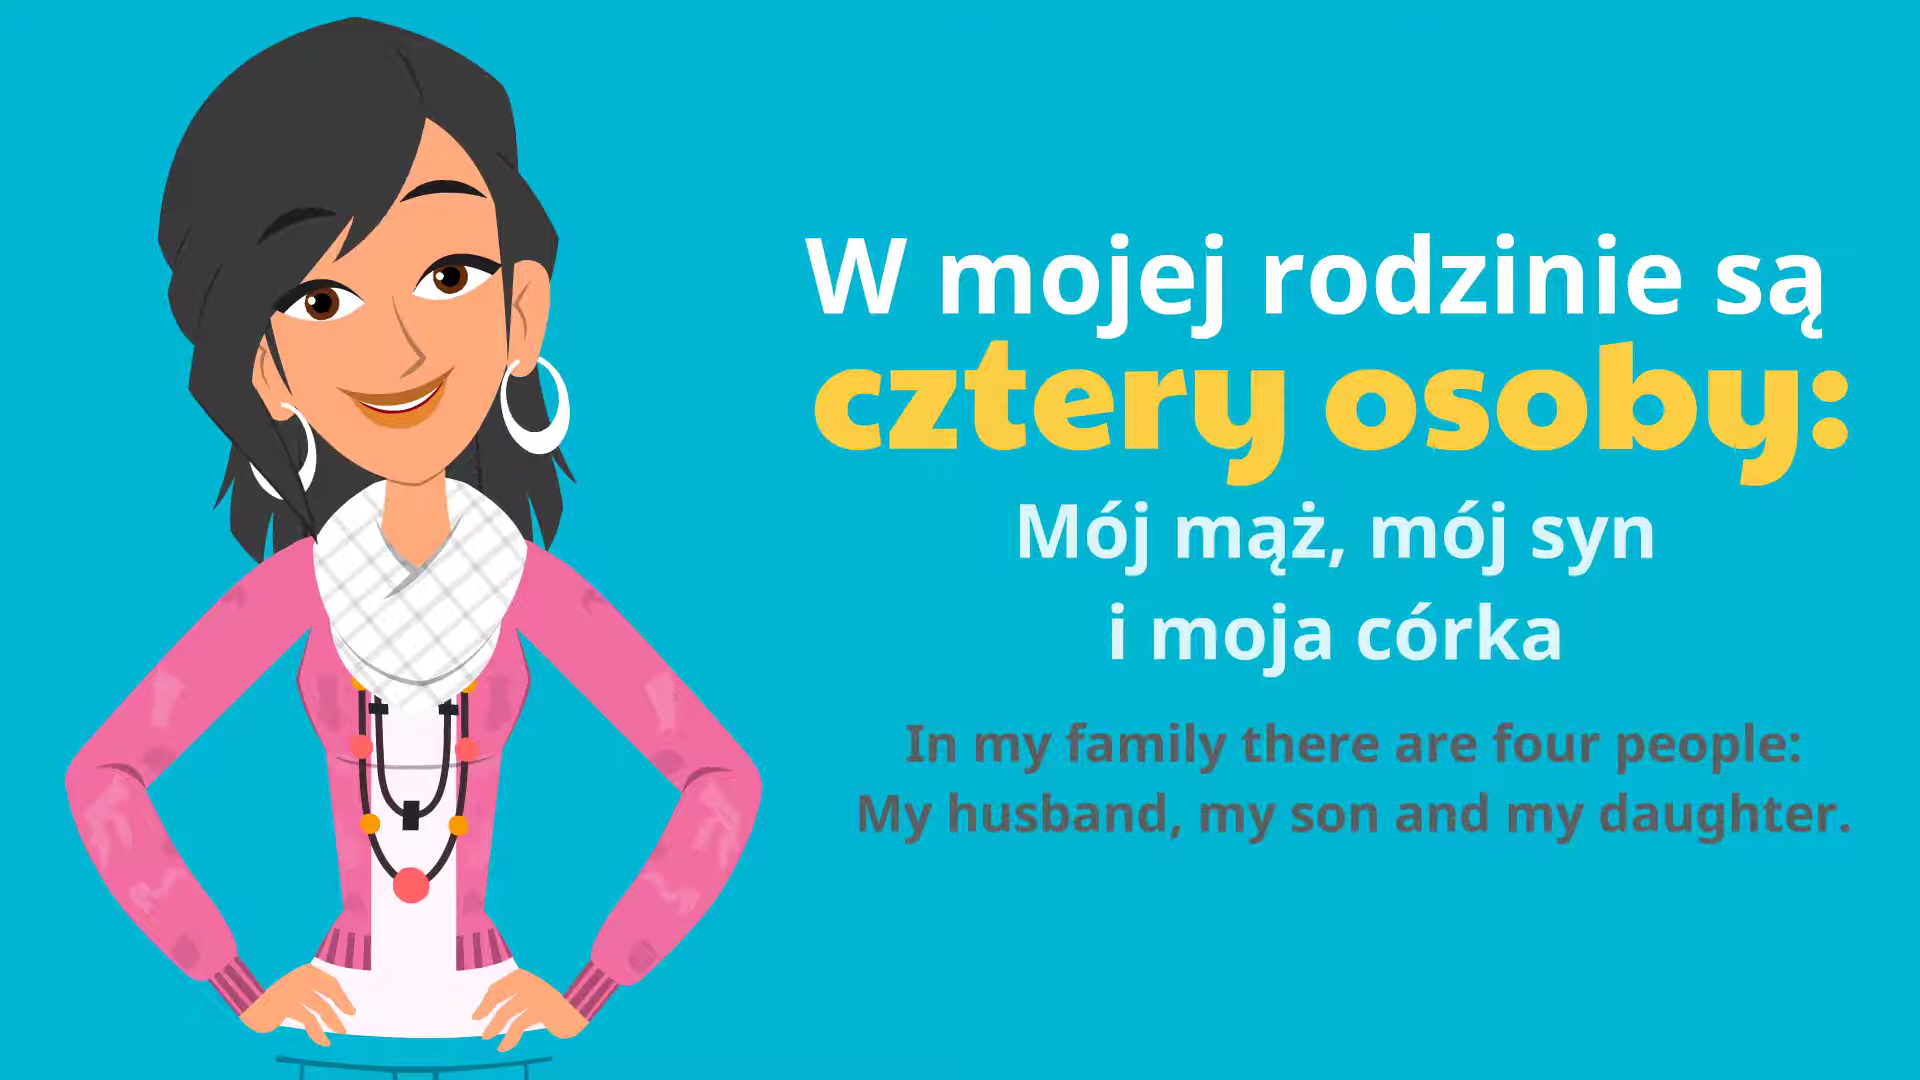 W mojej rodzinie są
cztery osoby:
Mój mąż, mój syn
i moja córka
In my family there are four people:
My husband, my son and my daughter.